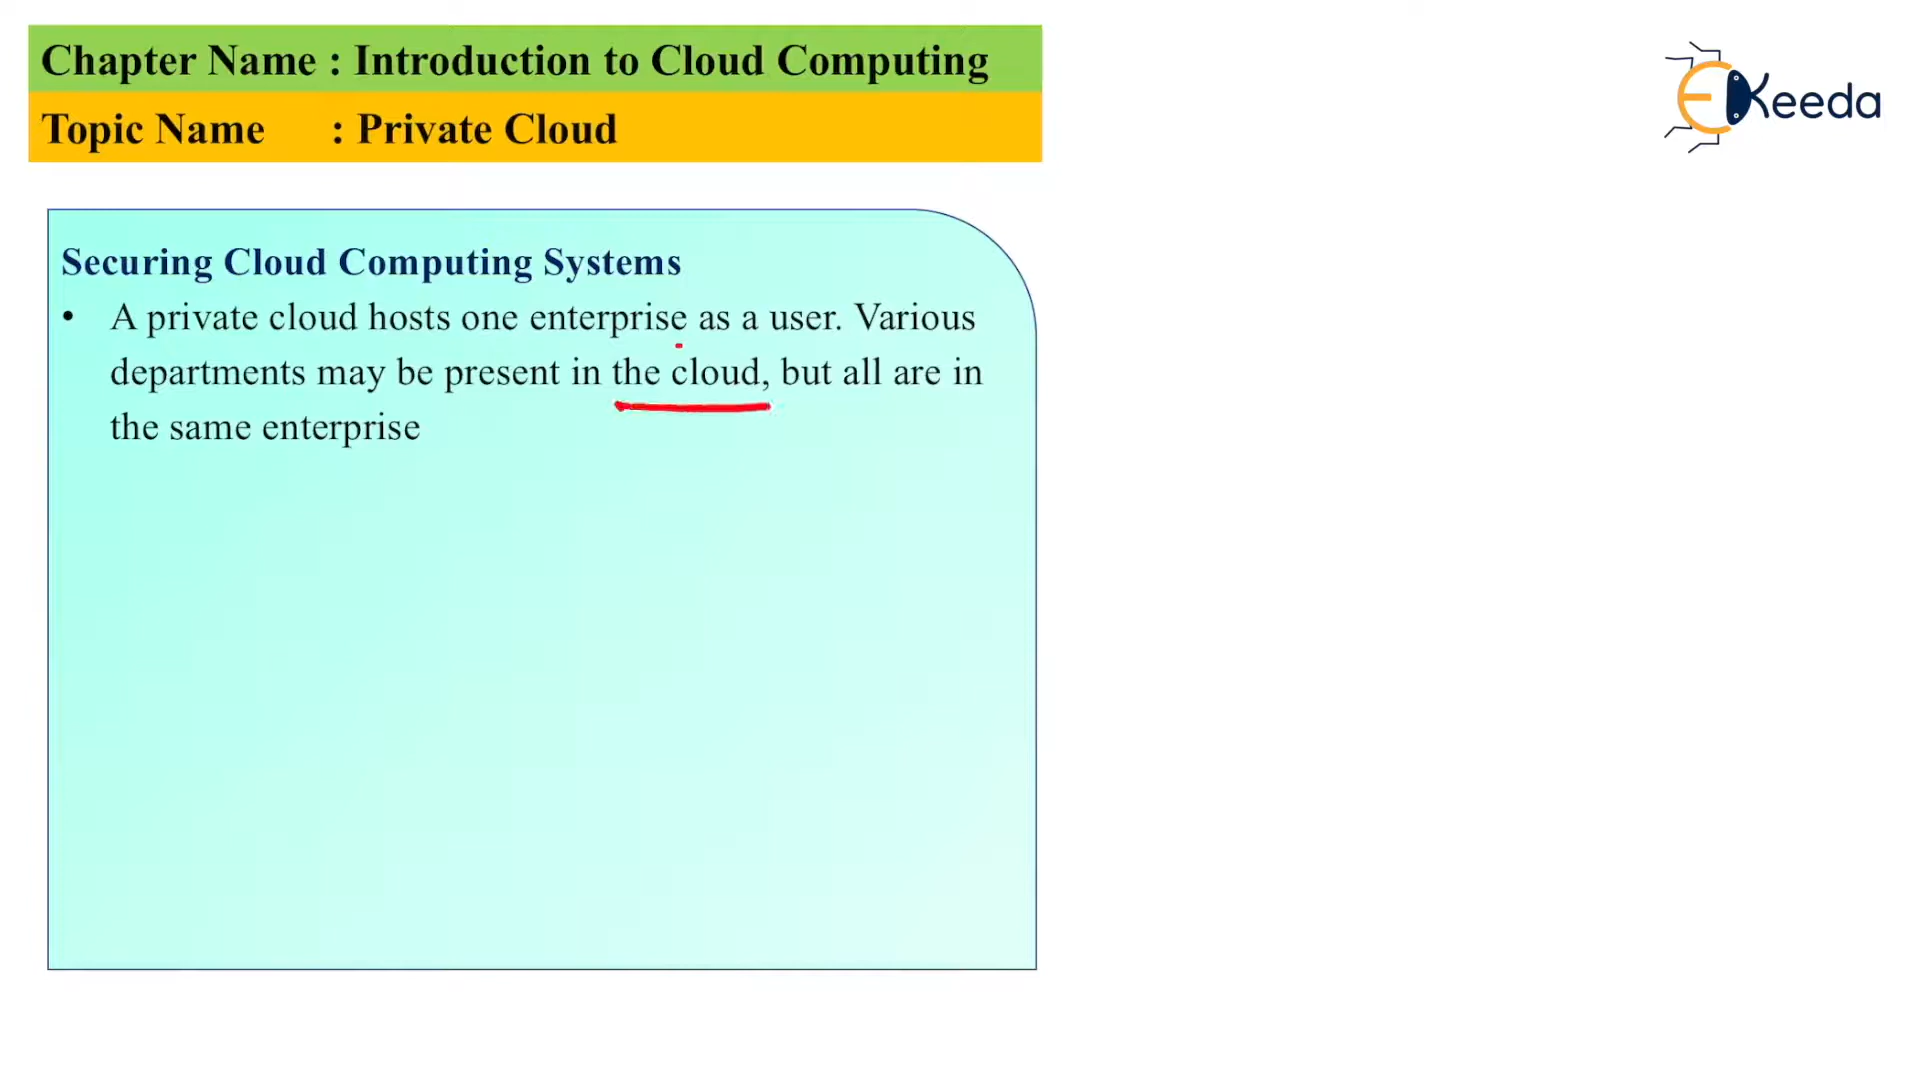 Chapter Name : Introduction to Cloud Computing
Topic Name : Private Cloud
EKeeda
Securing Cloud Computing Systems
• A private cloud hosts one enterprise as a user. Various
departments may be present in the cloud, but all are in
the same enterprise